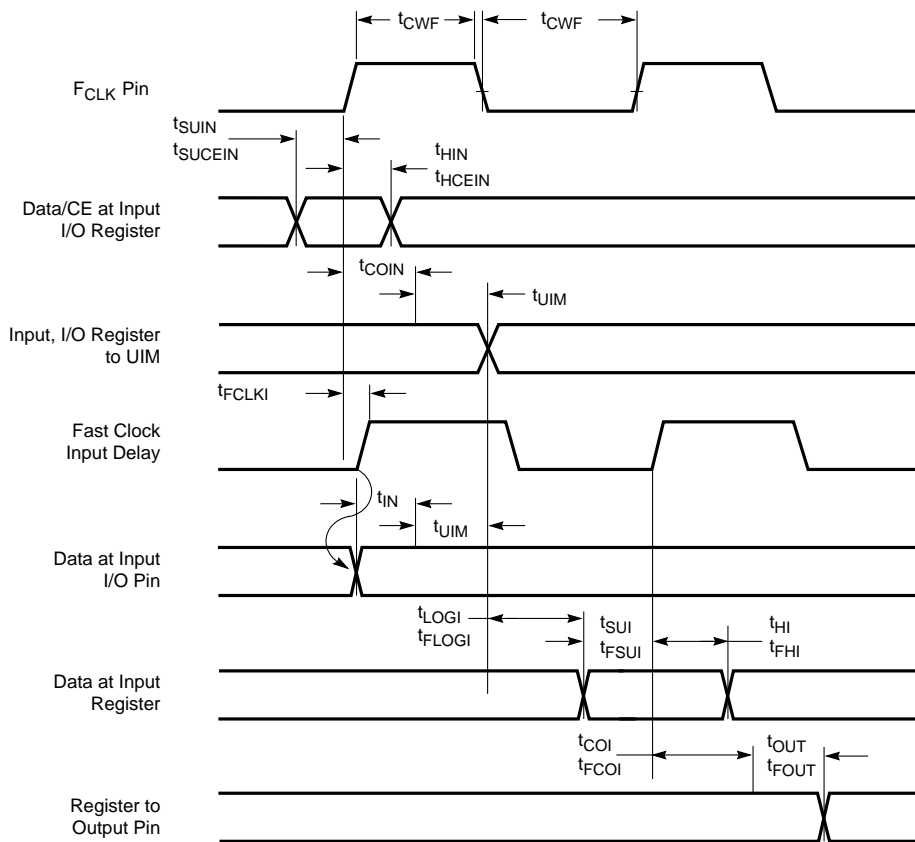 tCWF tCWF
FCLK Pin
tSUIN
tSUCEIN
tHIN
tHCEIN
Data/CE at Input
I/O Register
tCOIN
tUIM
Input, I/O Register
to UIM
tFCLKI
Fast Clock
Input Delay
tIN
tUIM
Data at Input
I/O Pin
tLOGI
tFLOGI
tSUI
tFSUI
tHI
tFHI
Data at Input
Register
tCOI
tFCOI
tOUT
tFOUT
Register to
Output Pin